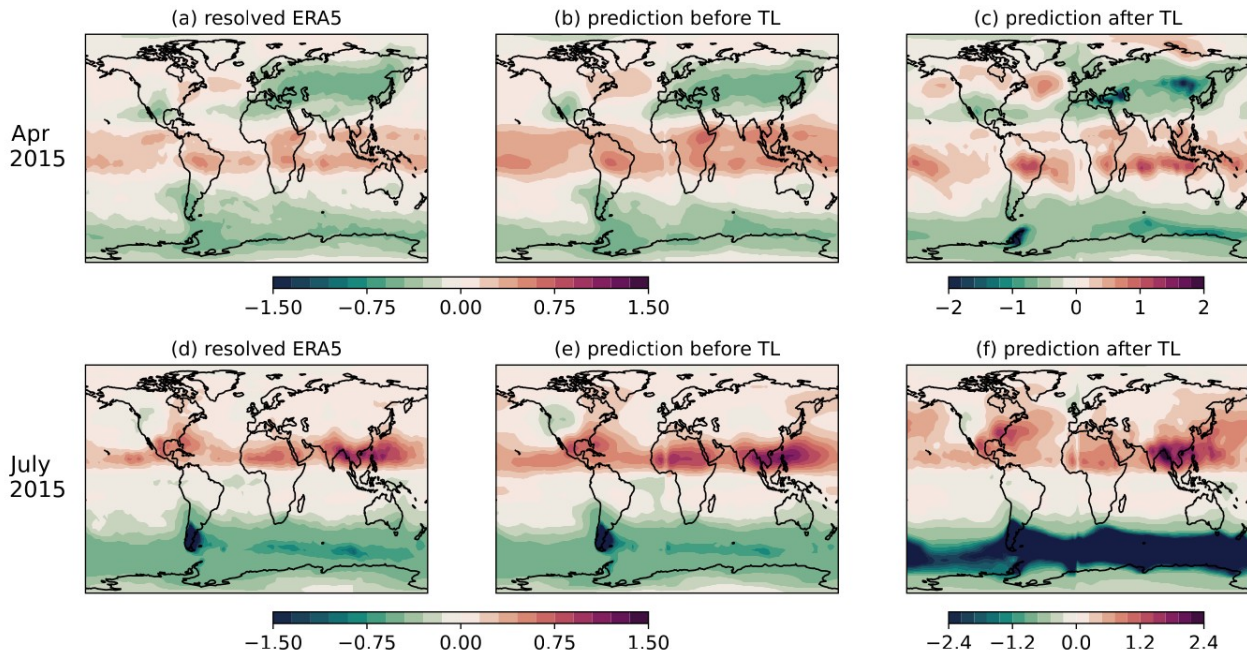 (a) resolved ERA5
(b) prediction before TL
(c) prediction after TL
Apr
2015
−1.50 −0.75 0.00 0.75 1.50
−2 −1 0 1 2
(d) resolved ERA5
(e) prediction before TL
(f) prediction after TL
July
2015
−1.50 −0.75 0.00 0.75 1.50
−2.4 −1.2 0.0 1.2 2.4